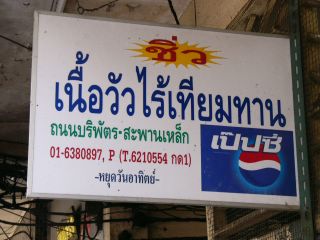 ซิ่ว
เนื้อวัวไร้เทียมทาน
ถนนบริพัตร-สะพานเหล็ก
01-6380897, P (T.6210554 กด1)
-หยุดวันอาทิตย์-
เป๊ปซี่